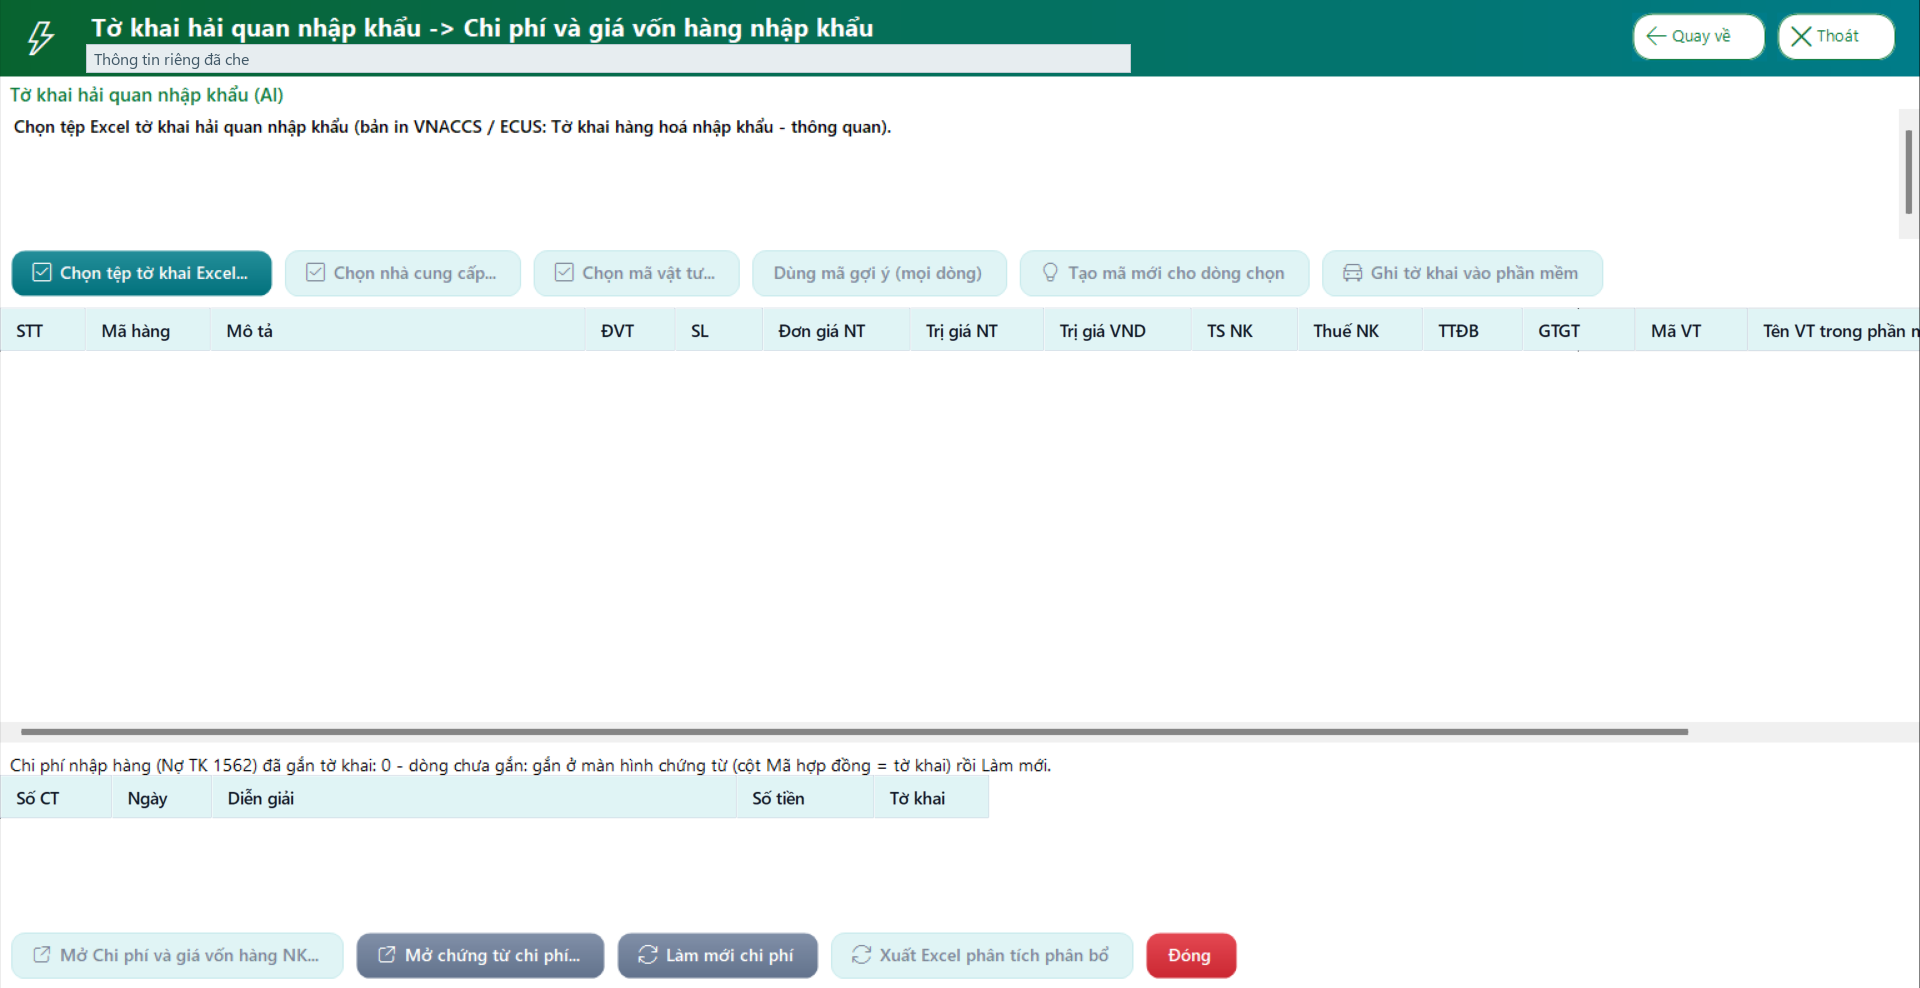 Tờ khai hải quan nhập khẩu -> Chi phí và giá vốn hàng nhập khẩu
Thông tin riêng đã che
Quay về
Thoát
Tờ khai hải quan nhập khẩu (AI)
Chọn tệp Excel tờ khai hải quan nhập khẩu (bản in VNACCS / ECUS: Tờ khai hàng hoá nhập khẩu - thông quan).
Chọn tệp tờ khai Excel... Chọn nhà cung cấp... Chọn mã vật tư... Dùng mã gợi ý (mọi dòng) Tạo mã mới cho dòng chọn Ghi tờ khai vào phần mềm
STT Mã hàng Mô tả ĐVT SL Đơn giá NT Trị giá NT Trị giá VND TS NK Thuế NK TTĐB GTGT Mã VT Tên VT trong phần
Chi phí nhập hàng (Nợ TK 1562) đã gắn tờ khai: 0 - dòng chưa gắn: gắn ở màn hình chứng từ (cột Mã hợp đồng = tờ khai) rồi Làm mới.
Số CT Ngày Diễn giải Số tiền Tờ khai
Mở Chi phí và giá vốn hàng NK... Mở chứng từ chi phí... Làm mới chi phí Xuất Excel phân tích phân bổ Đóng